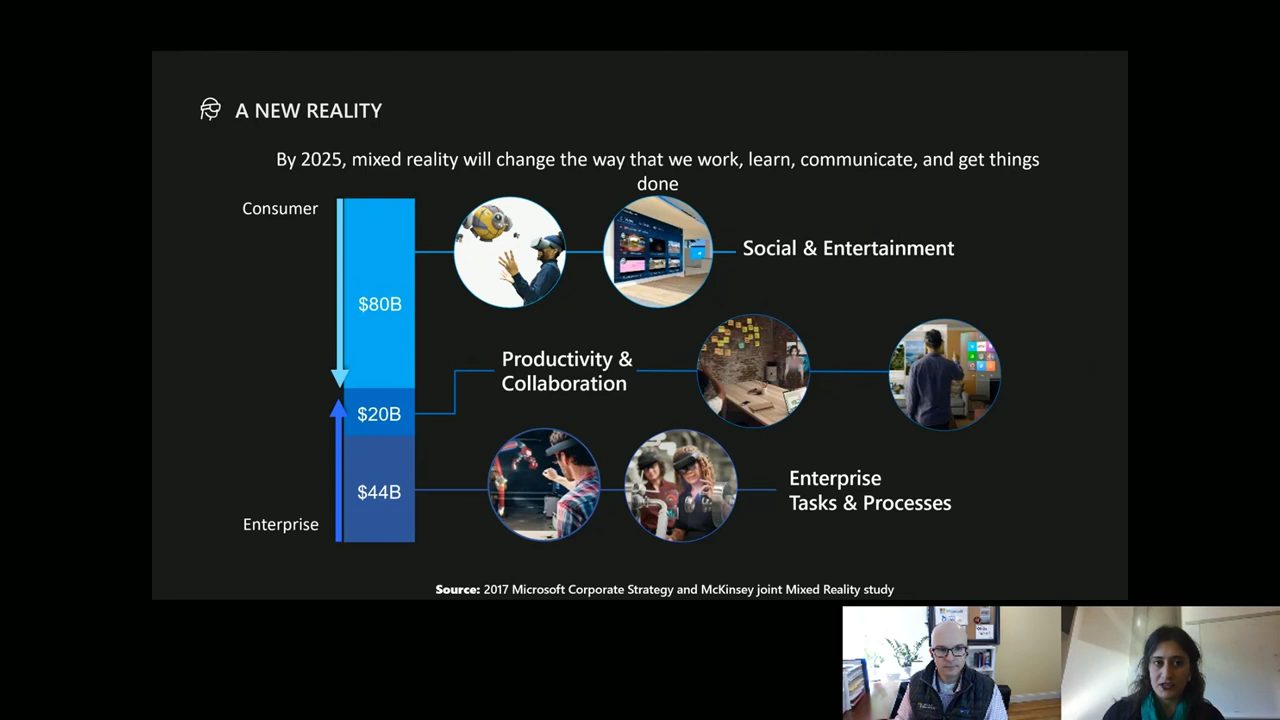 A NEW REALITY
By 2025, mixed reality will change the way that we work, learn, communicate, and get things
done
Consumer
Social & Entertainment
$80B
Productivity &
Collaboration
$20B
Enterprise
Tasks & Processes
$44B
Enterprise
Source: 2017 Microsoft Corporate Strategy and McKinsey joint Mixed Reality study